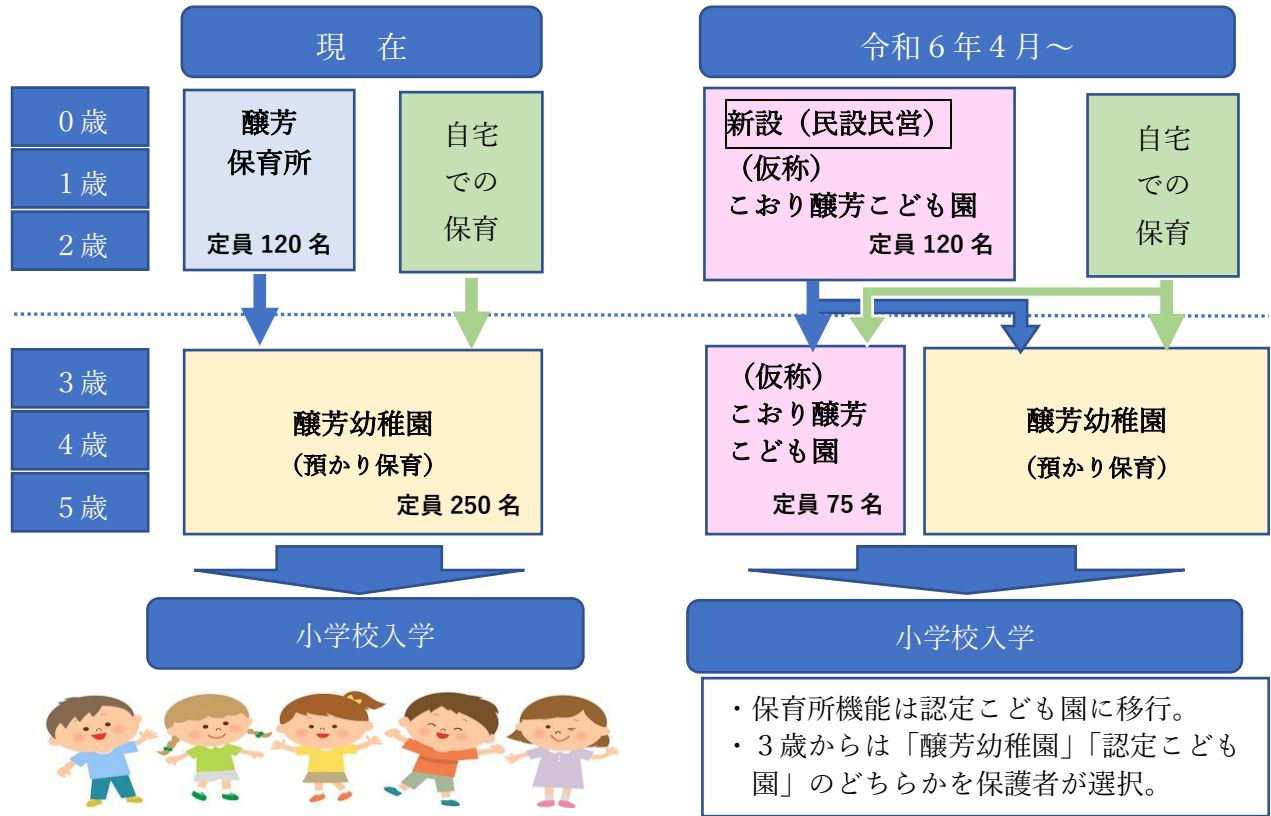 現　在
0歳
1歳
2歳
醸芳
保育所
定員 120 名
自宅
での
保育
3歳
4歳
5歳
醸芳幼稚園
（預かり保育）
定員 250 名
小学校入学
令和６年４月～
新設（民設民営）
（仮称）
こおり醸芳こども園
定員 120 名
自宅
での
保育
（仮称）
こおり醸芳
こども園
定員 75 名
醸芳幼稚園
（預かり保育）
小学校入学
・保育所機能は認定こども園に移行。
・３歳からは「醸芳幼稚園」「認定こども
園」のどちらかを保護者が選択。